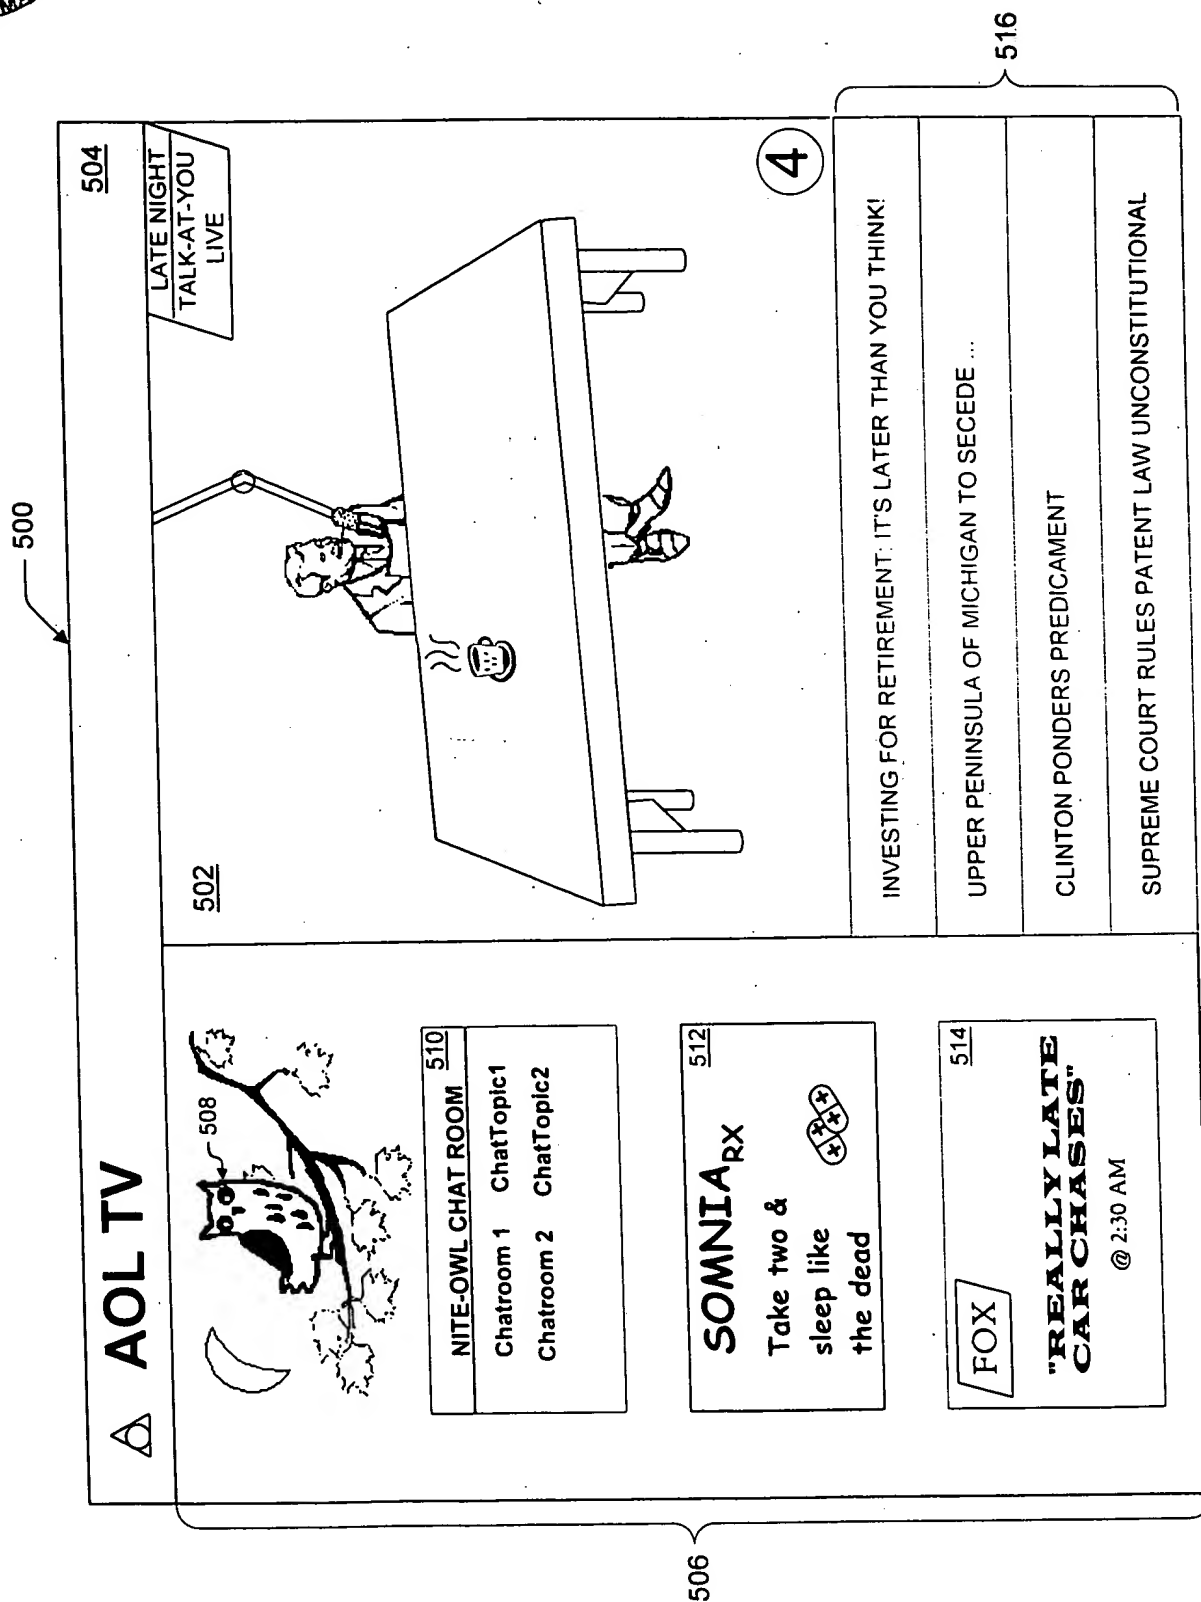 500
AOL TV
504
502
LATE NIGHT
TALK-AT-YOU
LIVE
4
508
NITE-OWL CHAT ROOM
510
Chatroom 1 ChatTopic1
Chatroom 2 ChatTopic2
512
SOMNIA RX
Take two &
sleep like
the dead
514
FOX
"REALLY LATE
CAR CHASES"
@ 2:30 AM
506
INVESTING FOR RETIREMENT: IT'S LATER THAN YOU THINK!
UPPER PENINSULA OF MICHIGAN TO SECEDE ...
CLINTON PONDERS PREDICAMENT
SUPREME COURT RULES PATENT LAW UNCONSTITUTIONAL
516